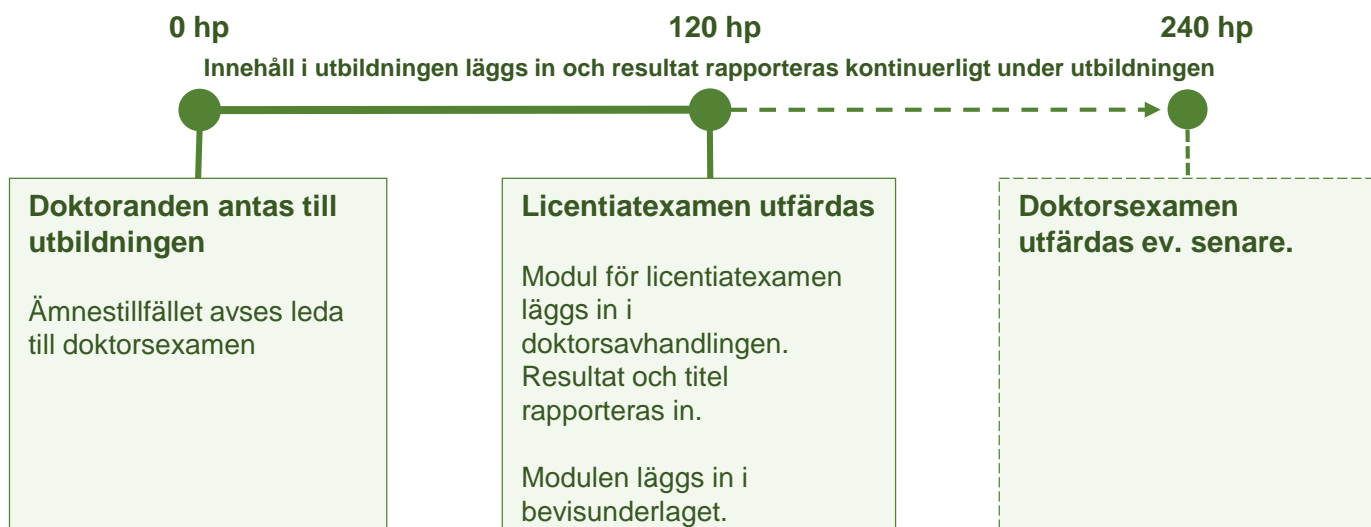 0 hp
120 hp
240 hp
Innehåll i utbildningen läggs in och resultat rapporteras kontinuerligt under utbildningen
Doktoranden antas till
utbildningen
Ämnestillfället avses leda
till doktorsexamen
Licentiatexamen utfärdas
Modul för licentiatexamen
läggs in i
doktorsavhandlingen.
Resultat och titel
rapporteras in.
Modulen läggs in i
bevisunderlaget.
Doktorsexamen
utfärdas ev. senare.